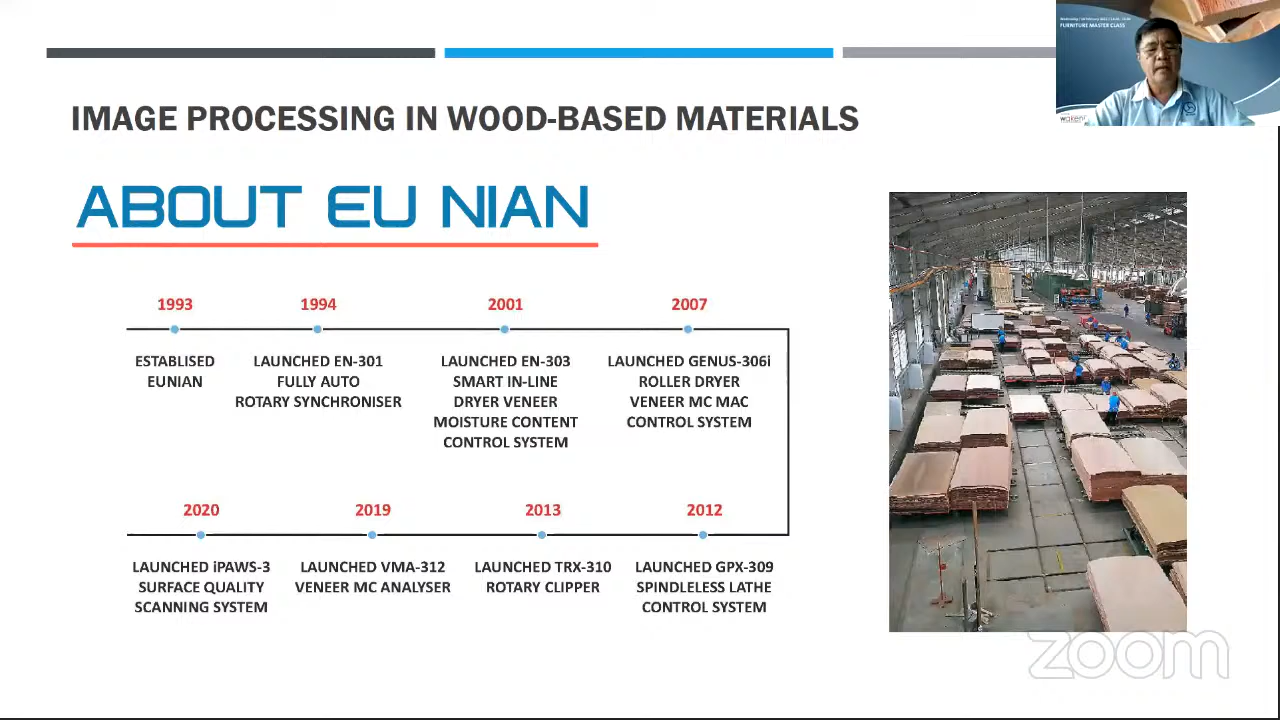 IMAGE PROCESSING IN WOOD-BASED MATERIALS
FURNITURE MASTER CLASS
ABOUT EU NIAN
1993
ESTABLISED
EUNIAN
1994
LAUNCHED EN-301
FULLY AUTO
ROTARY SYNCHRONISER
2001
LAUNCHED EN-303
SMART IN-LINE
DRYER VENEER
MOISTURE CONTENT
CONTROL SYSTEM
2007
LAUNCHED GENUS-306i
ROLLER DRYER
VENEER MC MAC
CONTROL SYSTEM
2012
LAUNCHED GPX-309
SPINDLELESS LATHE
CONTROL SYSTEM
2013
LAUNCHED TRX-310
ROTARY CLIPPER
2019
LAUNCHED VMA-312
VENEER MC ANALYSER
2020
LAUNCHED iPAWS-3
SURFACE QUALITY
SCANNING SYSTEM
zoom